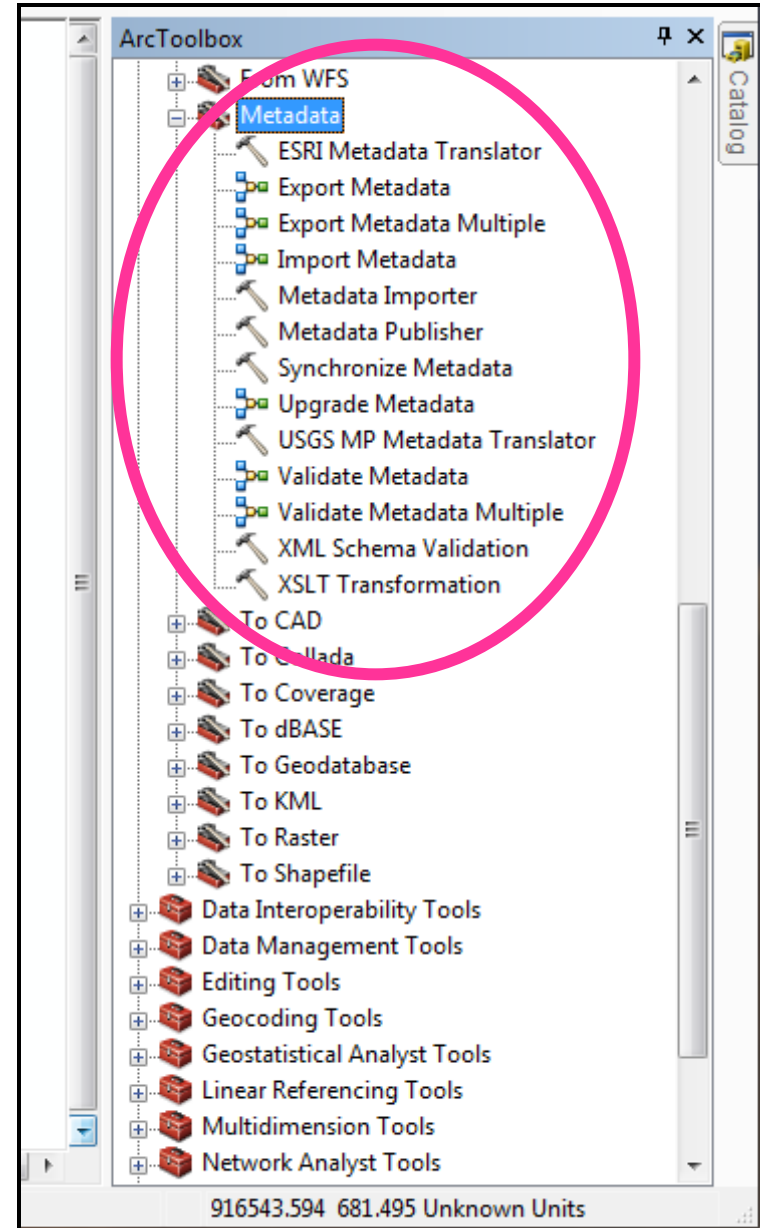 ArcToolbox
From WFS
Metadata
ESRI Metadata Translator
Export Metadata
Export Metadata Multiple
Import Metadata
Metadata Importer
Metadata Publisher
Synchronize Metadata
Upgrade Metadata
USGS MP Metadata Translator
Validate Metadata
Validate Metadata Multiple
XML Schema Validation
XSLT Transformation
To CAD
To Collada
To Coverage
To dBASE
To Geodatabase
To KML
To Raster
To Shapefile
Data Interoperability Tools
Data Management Tools
Editing Tools
Geocoding Tools
Geostatistical Analyst Tools
Linear Referencing Tools
Multidimension Tools
Network Analyst Tools
916543.594 681.495 Unknown Units
Catalog